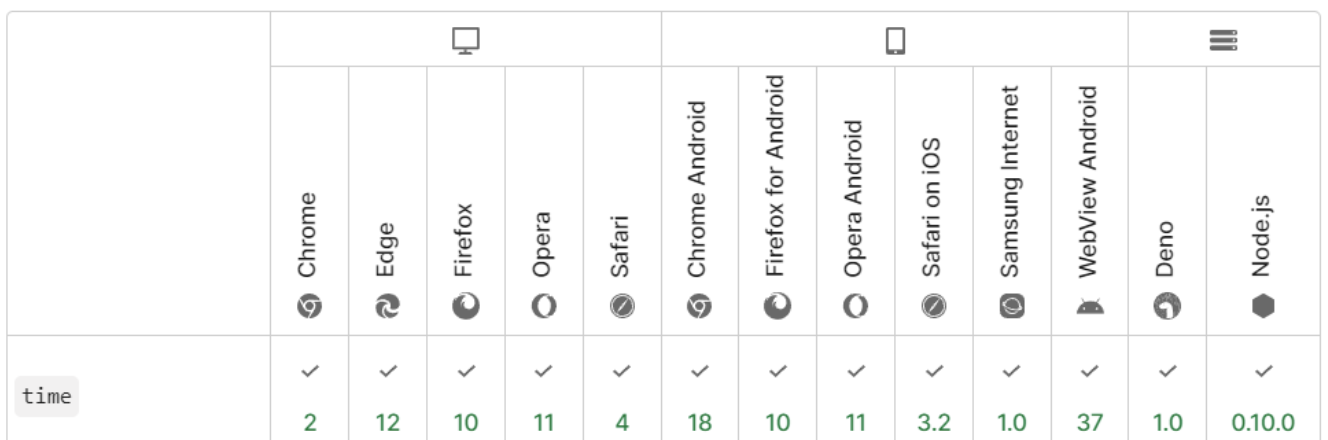 Chrome
Edge
Firefox
Opera
Safari
Chrome Android
Firefox for Android
Opera Android
Safari on iOS
Samsung Internet
WebView Android
Deno
Node.js
time
2 12 10 11 4 18 10 11 3.2 1.0 37 1.0 0.10.0